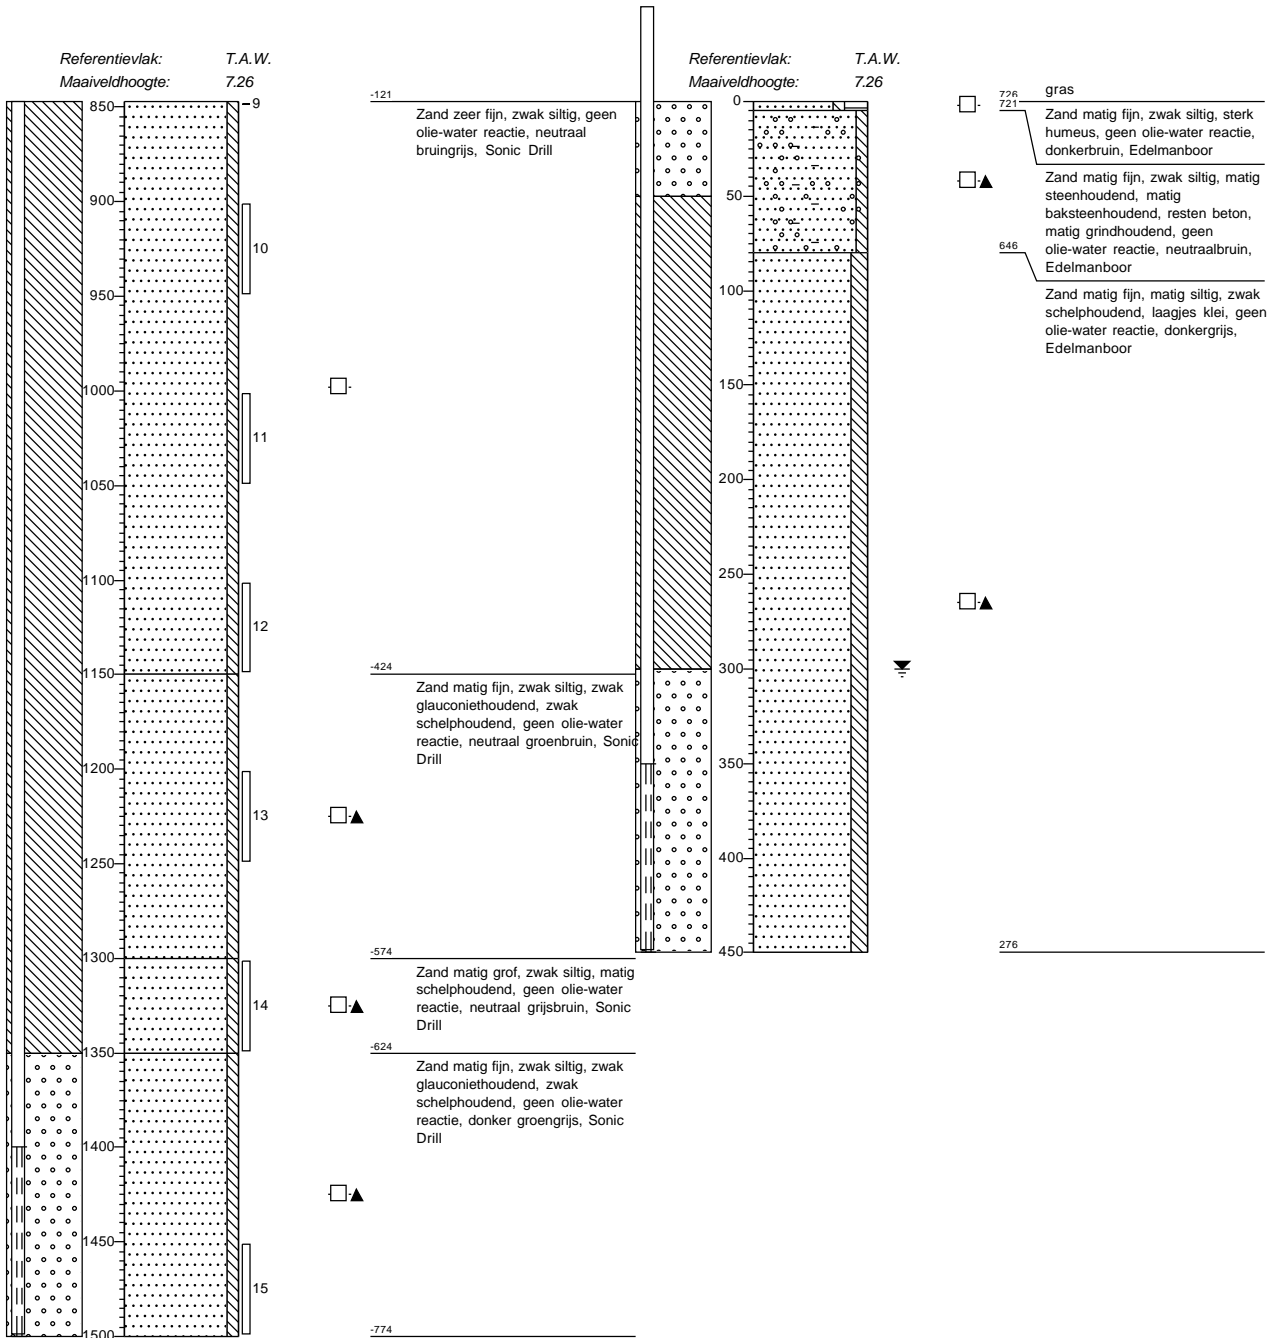 Referentievlak: T.A.W.
Maaiveldhoogte: 7.26
850
900
950
1000
1050
1100
1150
1200
1250
1300
1350
1400
1450
1500
9
10
11
12
13
14
15
-121
Zand zeer fijn, zwak siltig, geen
olie-water reactie, neutraal
bruingrijs, Sonic Drill
-424
Zand matig fijn, zwak siltig, zwak
glauconiethoudend, zwak
schelphoudend, geen olie-water
reactie, neutraal groenbruin, Sonic
Drill
-574
Zand matig grof, zwak siltig, matig
schelphoudend, geen olie-water
reactie, neutraal grijsbruin, Sonic
Drill
-624
Zand matig fijn, zwak siltig, zwak
glauconiethoudend, zwak
schelphoudend, geen olie-water
reactie, donker groengrijs, Sonic
Drill
-774
Referentievlak: T.A.W.
Maaiveldhoogte: 7.26
0
50
100
150
200
250
300
350
400
450
726
gras
721
Zand matig fijn, zwak siltig, sterk
humeus, geen olie-water reactie,
donkerbruin, Edelmanboor
Zand matig fijn, zwak siltig, matig
steenhoudend, matig
baksteenhoudend, resten beton,
matig grindhoudend, geen
olie-water reactie, neutraalbruin,
Edelmanboor
646
Zand matig fijn, matig siltig, zwak
schelphoudend, laagjes klei, geen
olie-water reactie, donkergrijs,
Edelmanboor
276